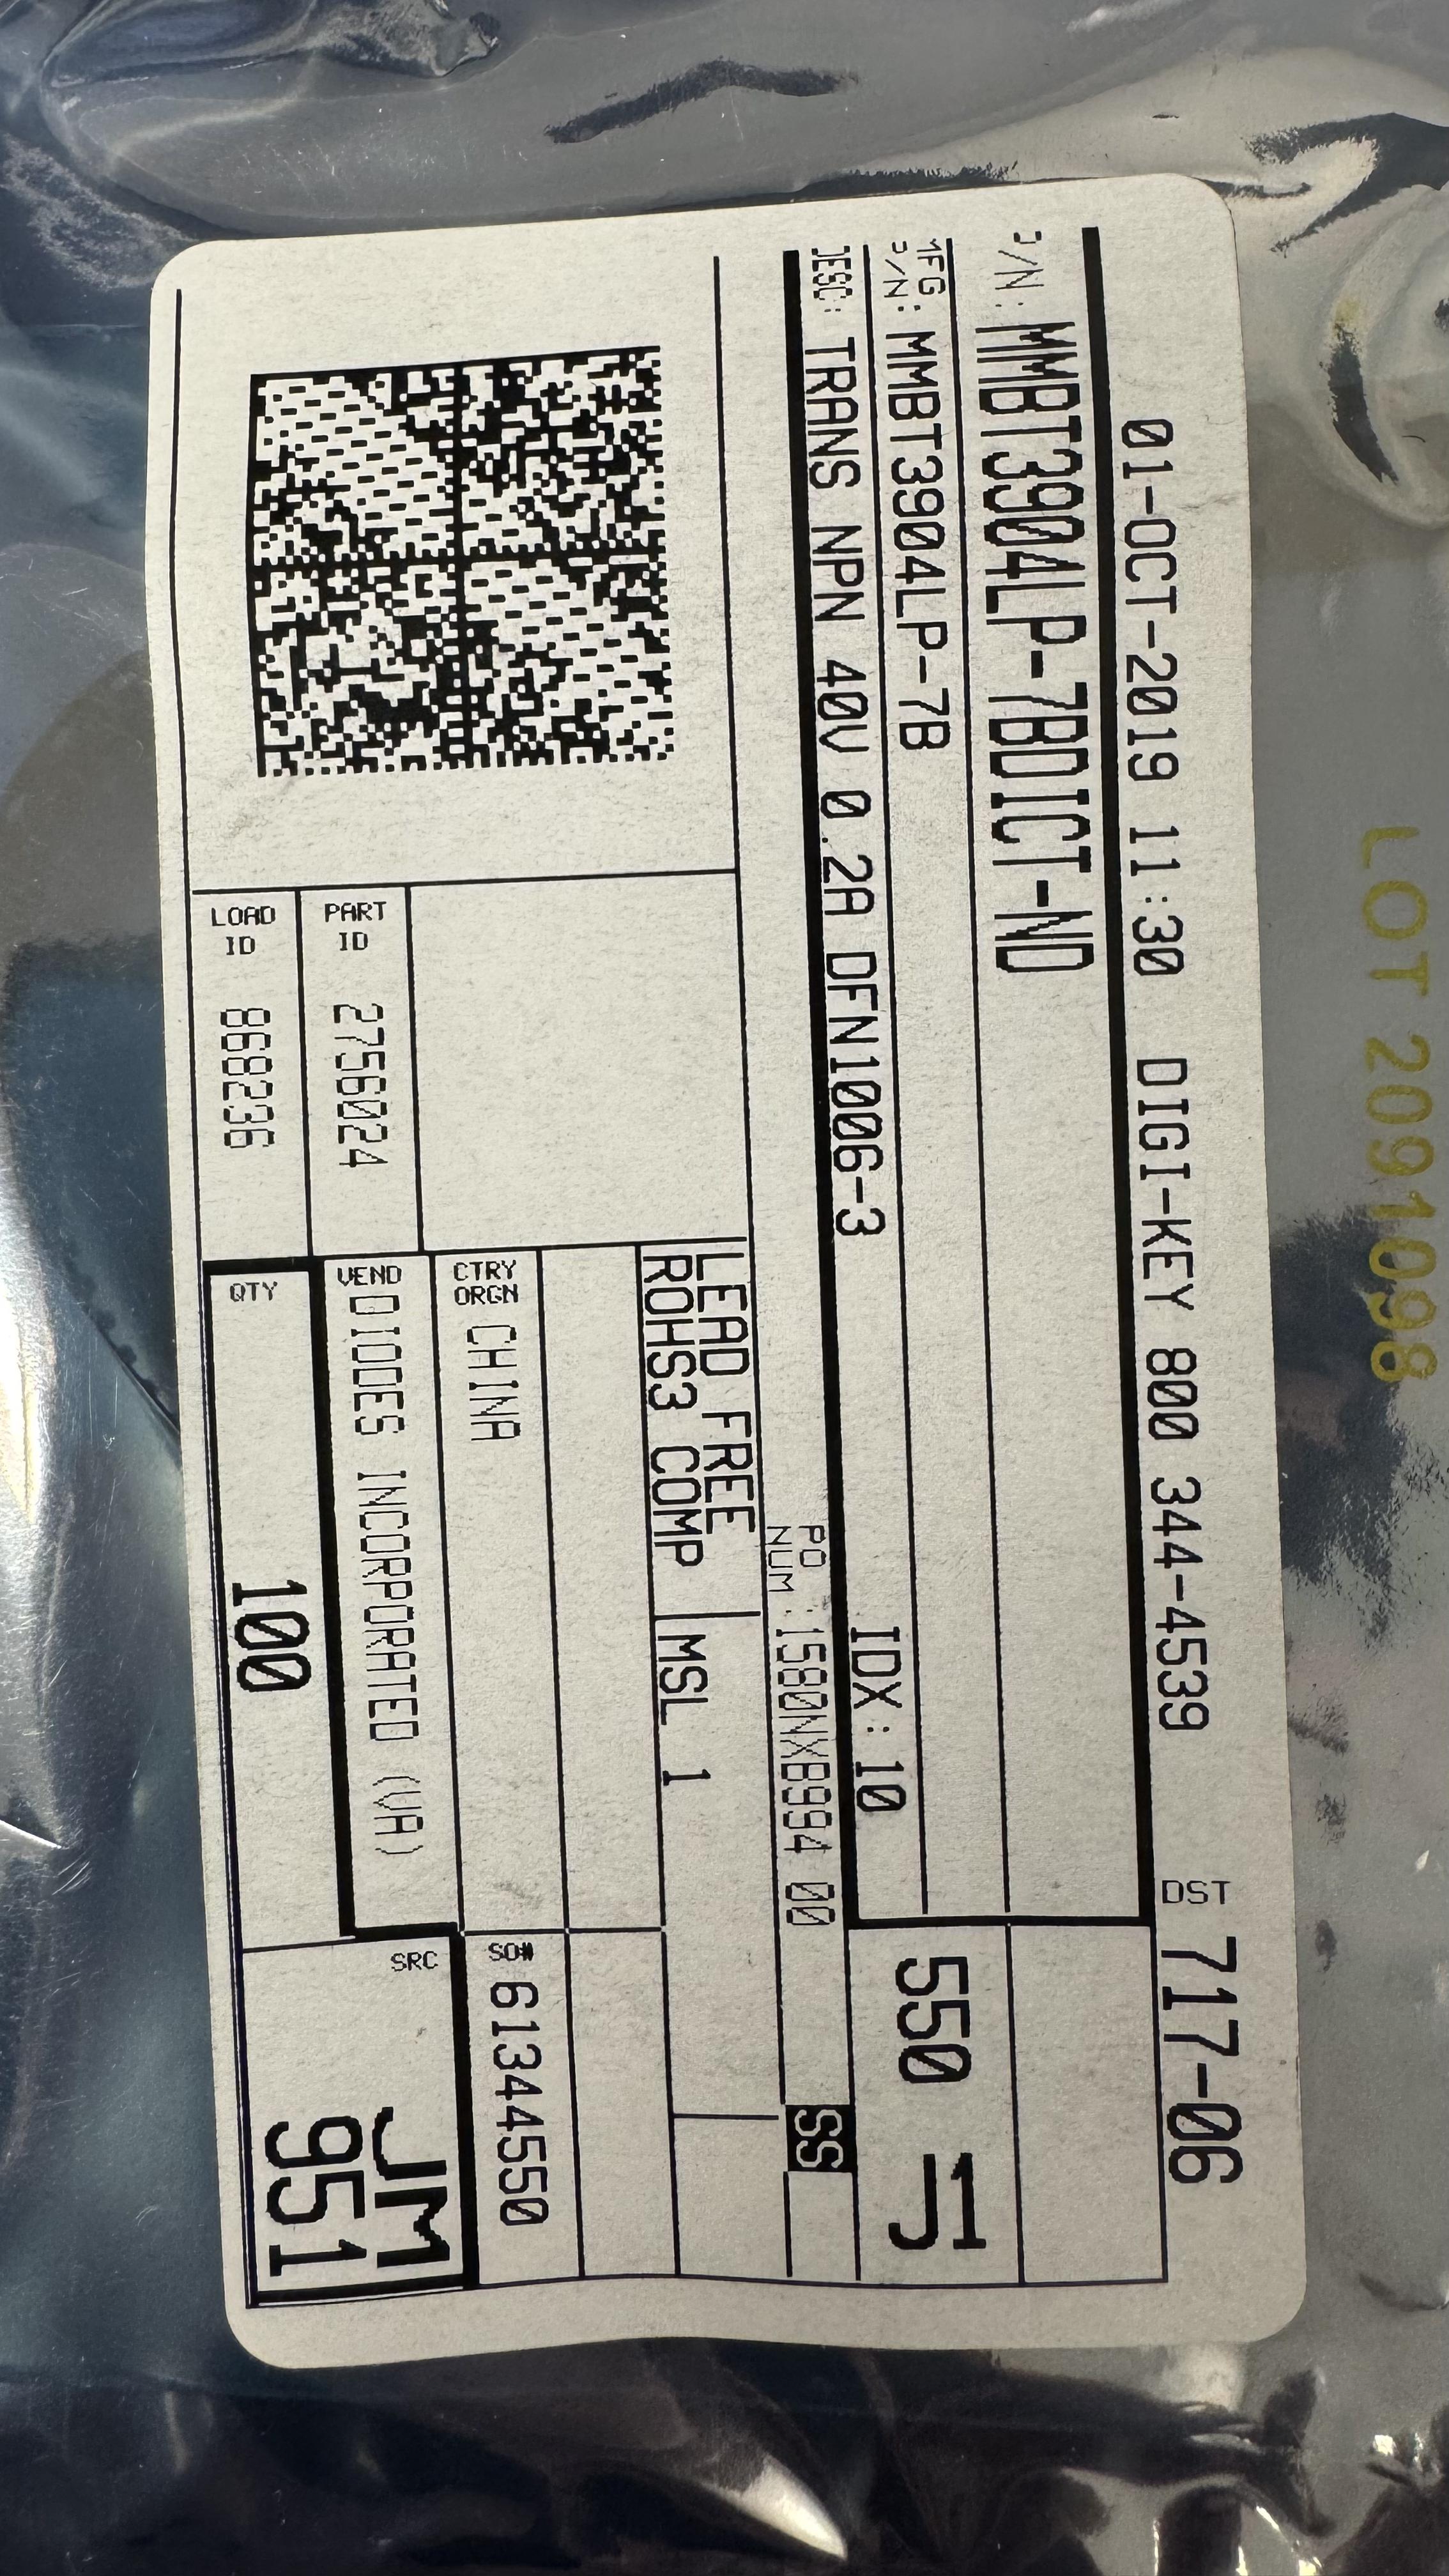 LOT 2091098
01-OCT-2019 11:30 DIGI-KEY 800 344-4539 DST 717-06
P/N: MMBT3904LP-7BDICT-ND
MFG
P/N: MMBT3904LP-7B
550 J1
DESC: TRANS NPN 40V 0.2A DFN1006-3 IDX:10
PO
NUM :1580NXB994 00 SS
LEAD FREE
ROHS3 COMP MSL 1
CTRY
ORGN CHINA
SO# 61344550
PART
ID 2756024
VEND DIODES INCORPORATED (VA)
LOAD
ID 868236
QTY 100
SRC JM
951